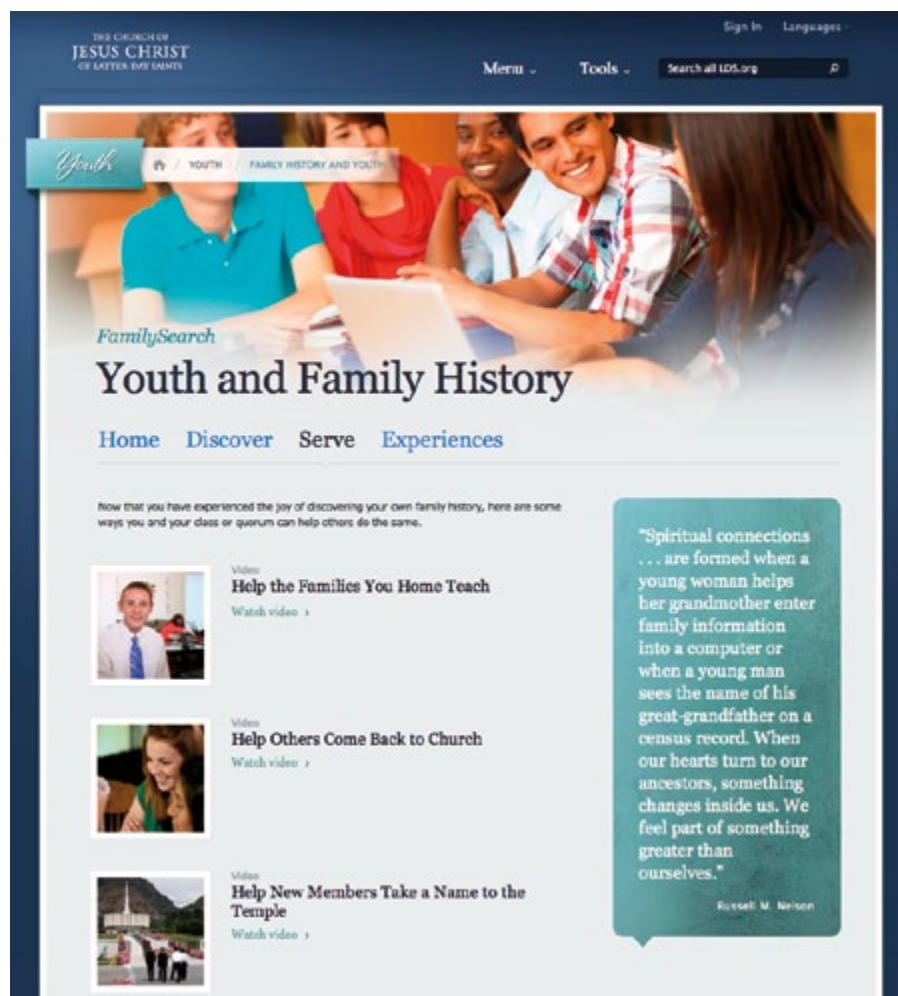 THE CHURCH OF
JESUS CHRIST
OF LATTER-DAY SAINTS
Sign In Languages
Menu Tools Search all LDS.org
Youth
YOUTH / FAMILY HISTORY AND YOUTH
FamilySearch
Youth and Family History
Home Discover Serve Experiences
Now that you have experienced the joy of discovering your own family history, here are some
ways you and your class or quorum can help others do the same.
Video
Help the Families You Home Teach
Watch video ›
Video
Help Others Come Back to Church
Watch video ›
Video
Help New Members Take a Name to the
Temple
Watch video ›
"Spiritual connections
. . . are formed when a
young woman helps
her grandmother enter
family information
into a computer or
when a young man
sees the name of his
great-grandfather on a
census record. When
our hearts turn to our
ancestors, something
changes inside us. We
feel part of something
greater than
ourselves."
Russell M. Nelson